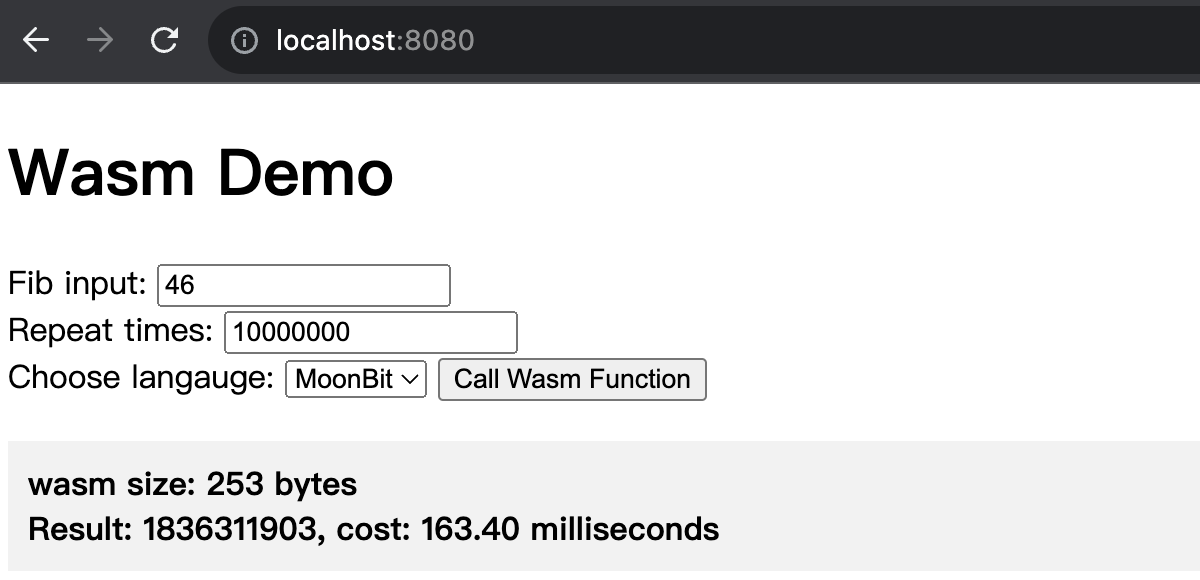 localhost:8080
Wasm Demo
Fib input: 46
Repeat times: 10000000
Choose langauge: MoonBit Call Wasm Function
wasm size: 253 bytes
Result: 1836311903, cost: 163.40 milliseconds